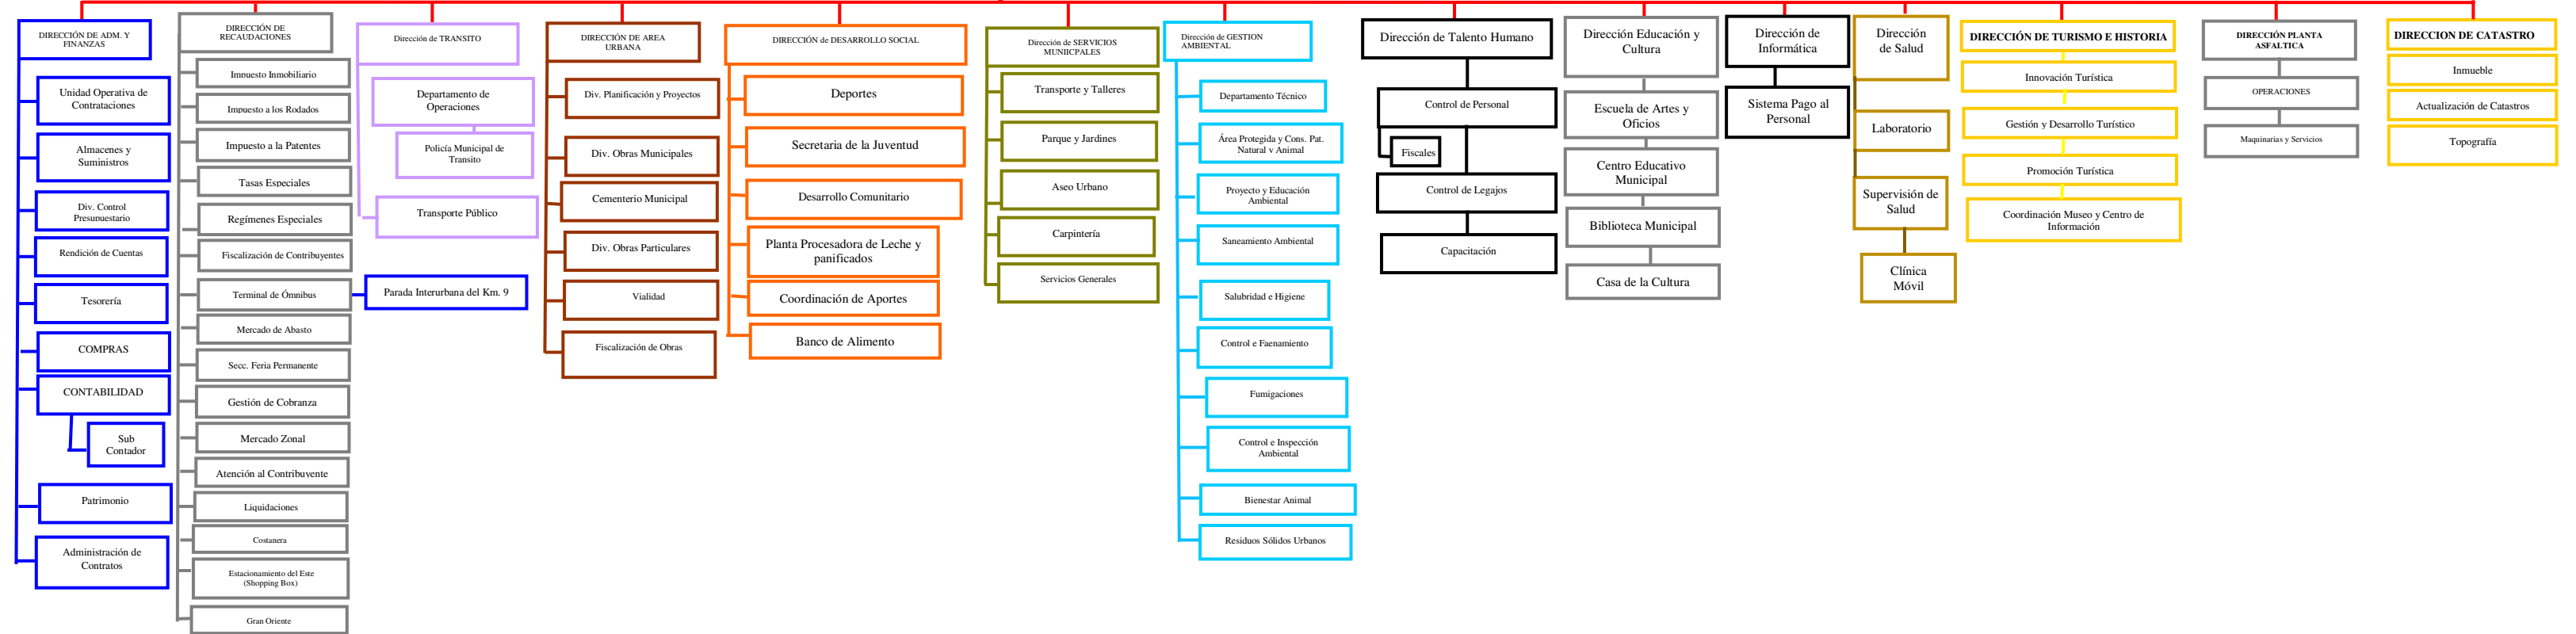 DIRECCIÓN DE ADM. Y
FINANZAS
Unidad Operativa de
Contrataciones
Almacenes y
Suministros
Div. Control
Presupuestario
Rendición de Cuentas
Tesorería
COMPRAS
CONTABILIDAD
Sub
Contador
Patrimonio
Administración de
Contratos
DIRECCIÓN DE
RECAUDACIONES
Impuesto Inmobiliario
Impuesto a los Rodados
Impuesto a la Patentes
Tasas Especiales
Regímenes Especiales
Fiscalización de Contribuyentes
Terminal de Ómnibus
Parada Interurbana del Km. 9
Mercado de Abasto
Secc. Feria Permanente
Gestión de Cobranza
Mercado Zonal
Atención al Contribuyente
Liquidaciones
Costanera
Estacionamiento del Este
(Shopping Box)
Gran Oriente
Dirección de TRANSITO
Departamento de
Operaciones
Policía Municipal de
Transito
Transporte Público
DIRECCIÓN DE AREA
URBANA
Div. Planificación y Proyectos
Div. Obras Municipales
Cementerio Municipal
Div. Obras Particulares
Vialidad
Fiscalización de Obras
DIRECCIÓN de DESARROLLO SOCIAL
Deportes
Secretaria de la Juventud
Desarrollo Comunitario
Planta Procesadora de Leche y
panificados
Coordinación de Aportes
Banco de Alimento
Dirección de SERVICIOS
MUNIICPALES
Transporte y Talleres
Parque y Jardines
Aseo Urbano
Carpintería
Servicios Generales
Dirección de GESTION
AMBIENTAL
Departamento Técnico
Área Protegida y Cons. Pat.
Natural y Animal
Proyecto y Educación
Ambiental
Saneamiento Ambiental
Salubridad e Higiene
Control e Faenamiento
Fumigaciones
Control e Inspección
Ambiental
Bienestar Animal
Residuos Sólidos Urbanos
Dirección de Talento Humano
Control de Personal
Fiscales
Control de Legajos
Capacitación
Dirección Educación y
Cultura
Escuela de Artes y
Oficios
Centro Educativo
Municipal
Biblioteca Municipal
Casa de la Cultura
Dirección de
Informática
Sistema Pago al
Personal
Dirección
de Salud
Laboratorio
Supervisión de
Salud
Clínica
Móvil
DIRECCIÓN DE TURISMO E HISTORIA
Innovación Turística
Gestión y Desarrollo Turístico
Promoción Turística
Coordinación Museo y Centro de
Información
DIRECCIÓN PLANTA
ASFALTICA
OPERACIONES
Maquinarias y Servicios
DIRECCION DE CATASTRO
Inmueble
Actualización de Catastros
Topografía